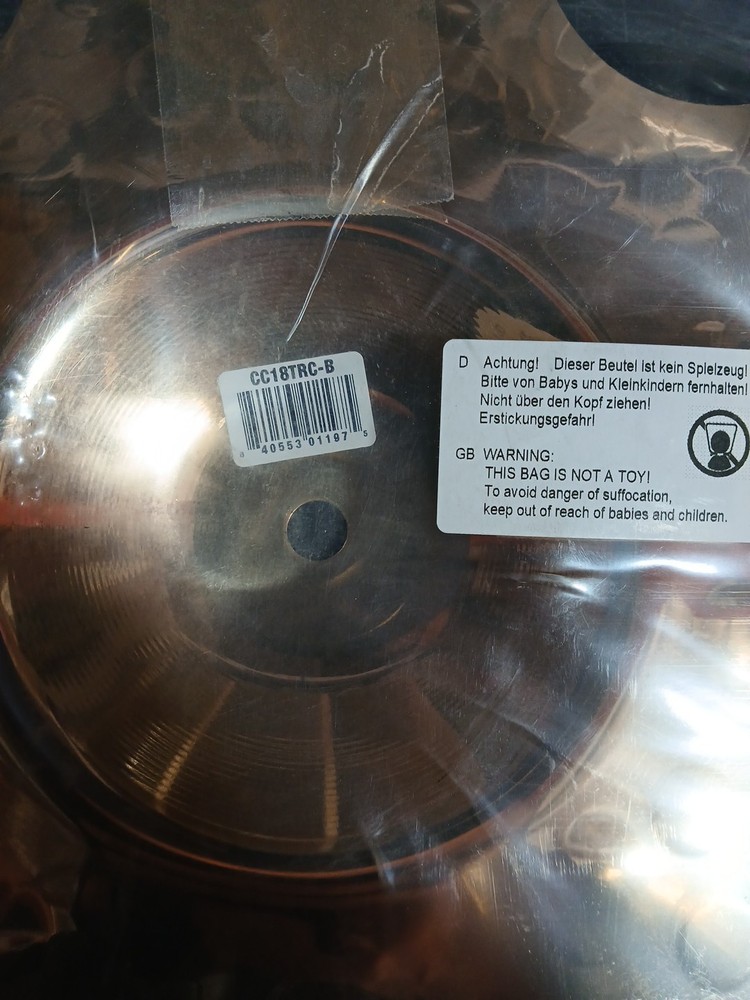 CC18TRC-B
8 40553 01197 5
D Achtung! Dieser Beutel ist kein Spielzeug!
Bitte von Babys und Kleinkindern fernhalten!
Nicht über den Kopf ziehen!
Erstickungsgefahr!
GB WARNING:
THIS BAG IS NOT A TOY!
To avoid danger of suffocation,
keep out of reach of babies and children.